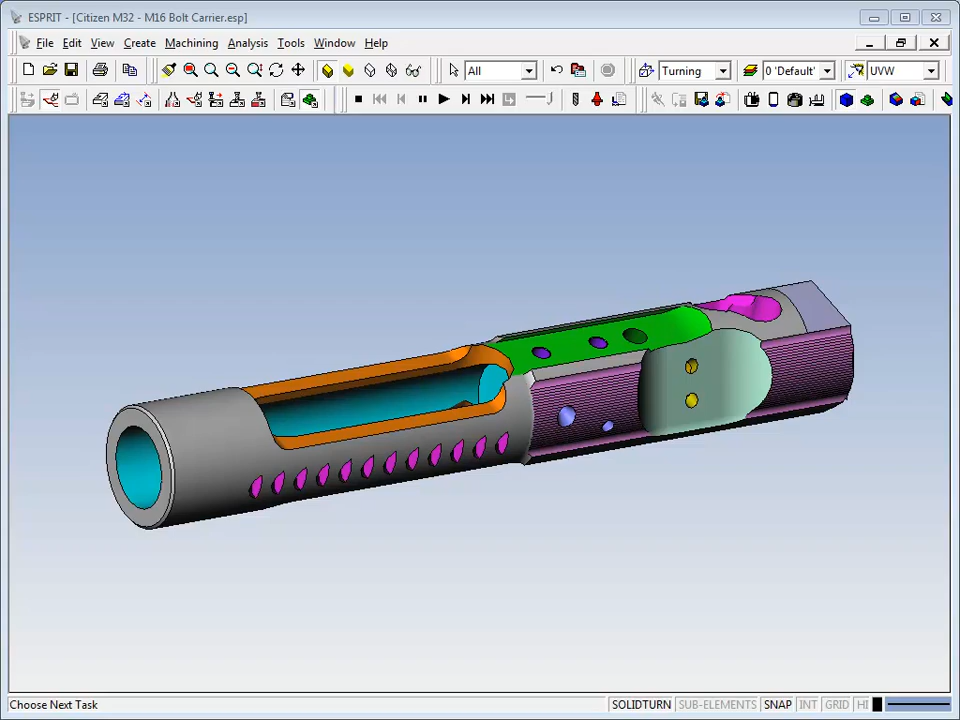 ESPRIT - [Citizen M32 - M16 Bolt Carrier.esp]
File Edit View Create Machining Analysis Tools Window Help
All Turning 0 'Default' UVW
Choose Next Task SOLIDTURN SUB-ELEMENTS SNAP INT GRID HI